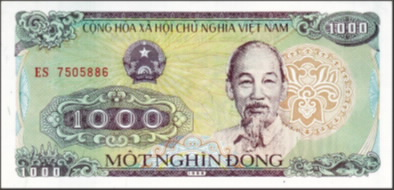 CỘNG HÒA XÃ HỘI CHỦ NGHĨA VIỆT NAM
1000
ES 7505886
1000
MỘT NGHÌN ĐỒNG
1000